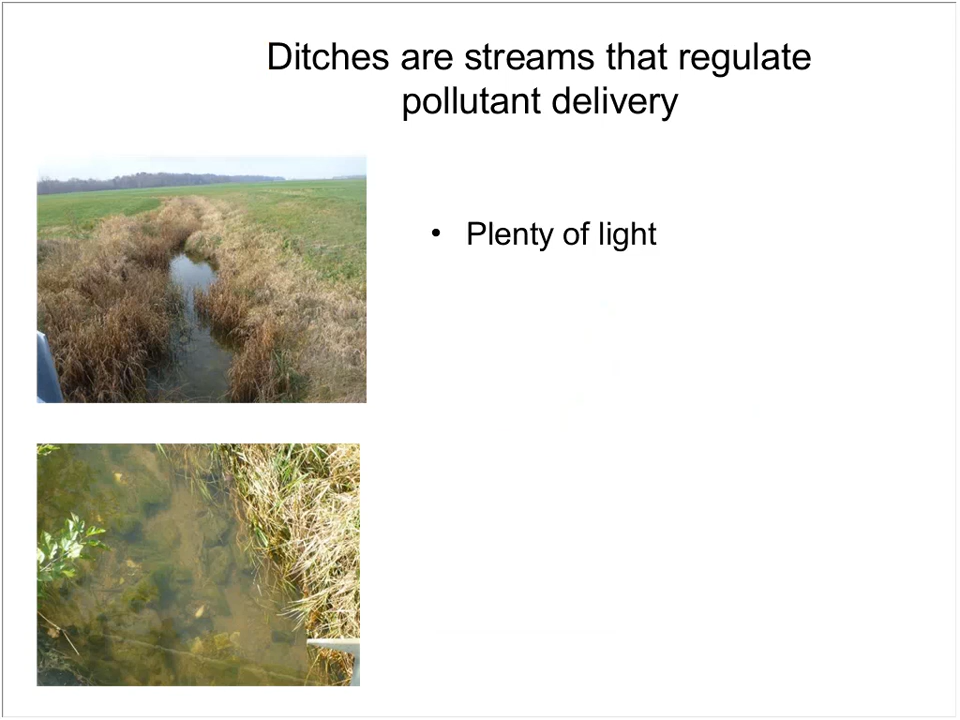 Ditches are streams that regulate
pollutant delivery
• Plenty of light